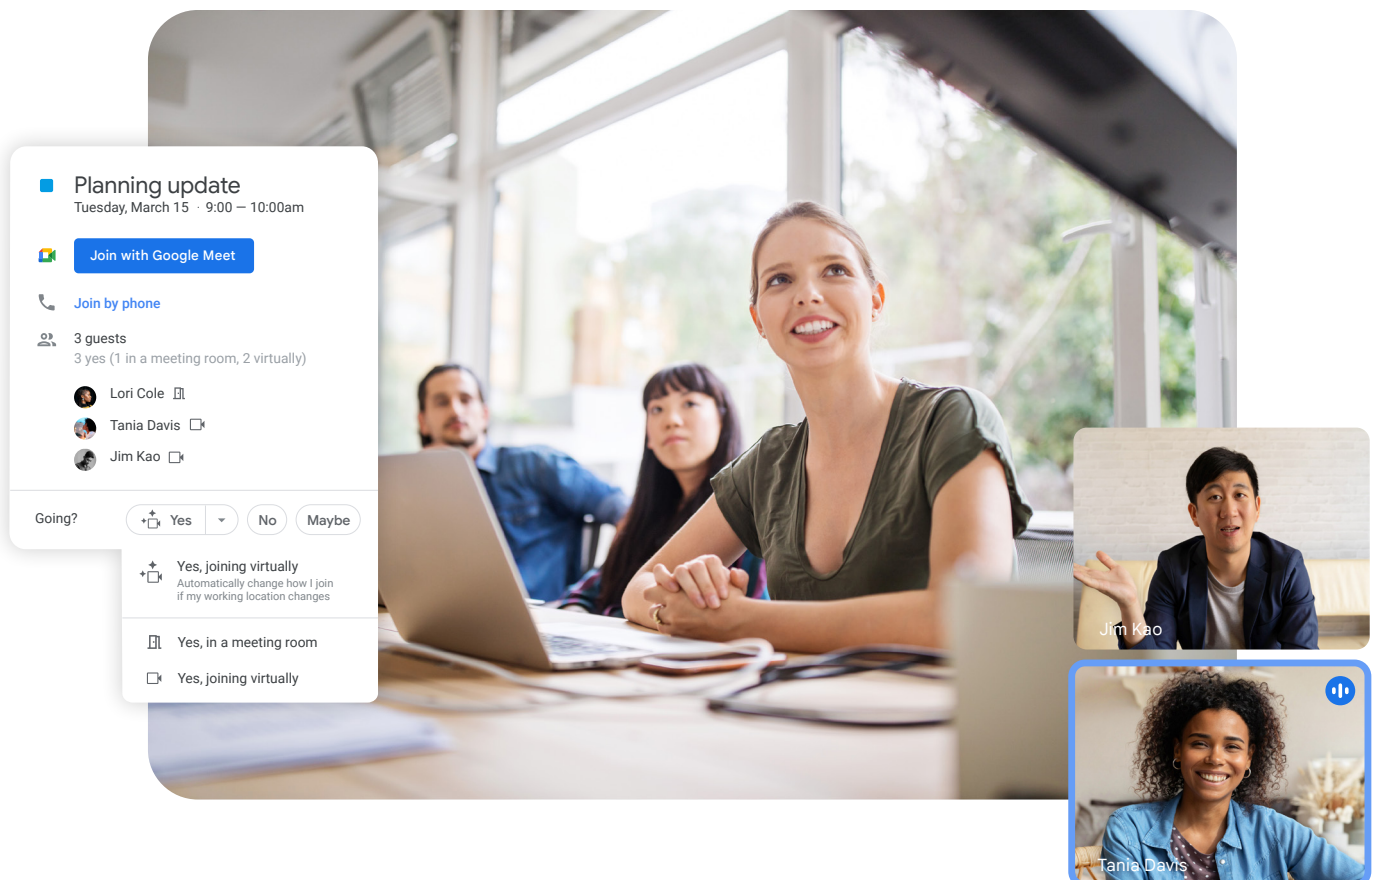 Planning update
Tuesday, March 15 · 9:00 — 10:00am
Join with Google Meet
Join by phone
3 guests
3 yes (1 in a meeting room, 2 virtually)
Lori Cole
Tania Davis
Jim Kao
Going?
Yes
No
Maybe
Yes, joining virtually
Automatically change how I join
if my working location changes
Yes, in a meeting room
Yes, joining virtually
Jim Kao
Tania Davis